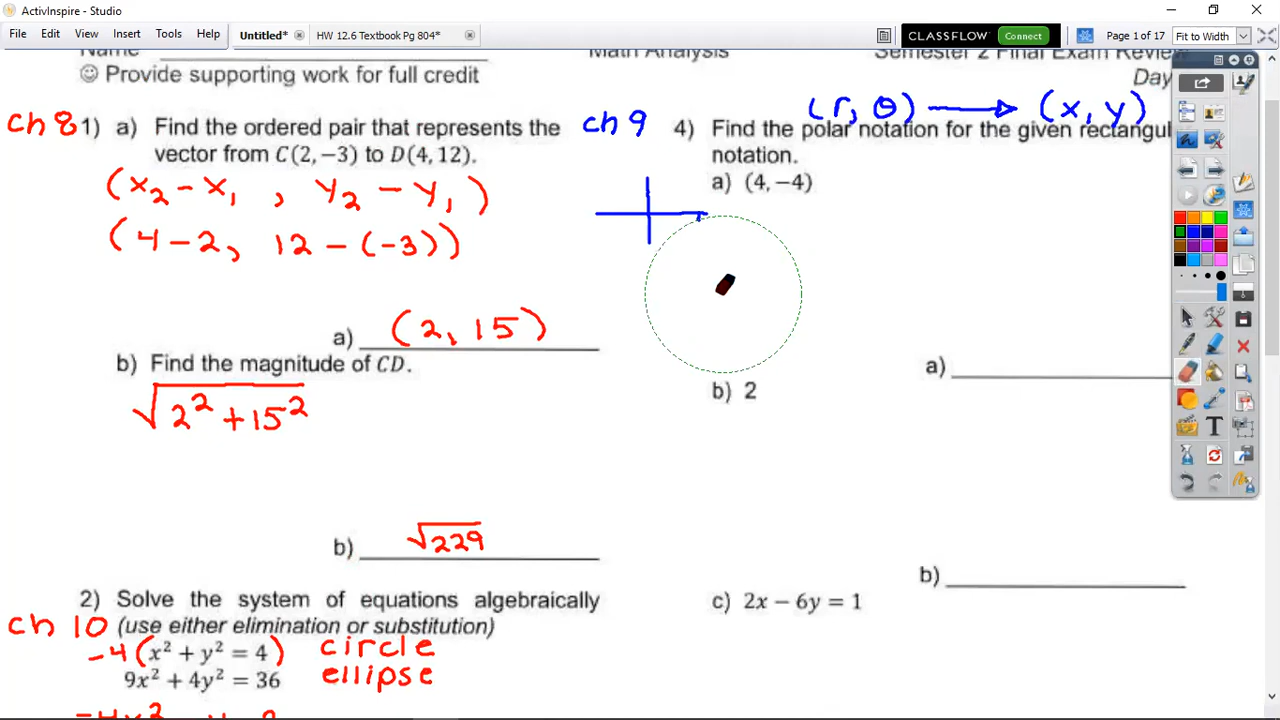 ActivInspire - Studio
File Edit View Insert Tools Help Untitled* HW 12.6 Textbook Pg 804* CLASSFLOW Connect Page 1 of 17 Fit to Width
Name Math Analysis Semester 2 Final Exam Review
☺ Provide supporting work for full credit
Day
ch 8 1) a) Find the ordered pair that represents the
vector from C(2, −3) to D(4, 12).
(x₂ − x₁ , y₂ − y₁)
(4 − 2, 12 − (−3))
a) (2, 15)
b) Find the magnitude of CD.
√2² + 15²
b) √229
2) Solve the system of equations algebraically
ch 10 (use either elimination or substitution)
−4(x² + y² = 4) circle
9x² + 4y² = 36 ellipse
(r, θ) → (x, y)
ch 9 4) Find the polar notation for the given rectangul
notation.
a) (4, −4)
a)
b) 2
b)
c) 2x − 6y = 1